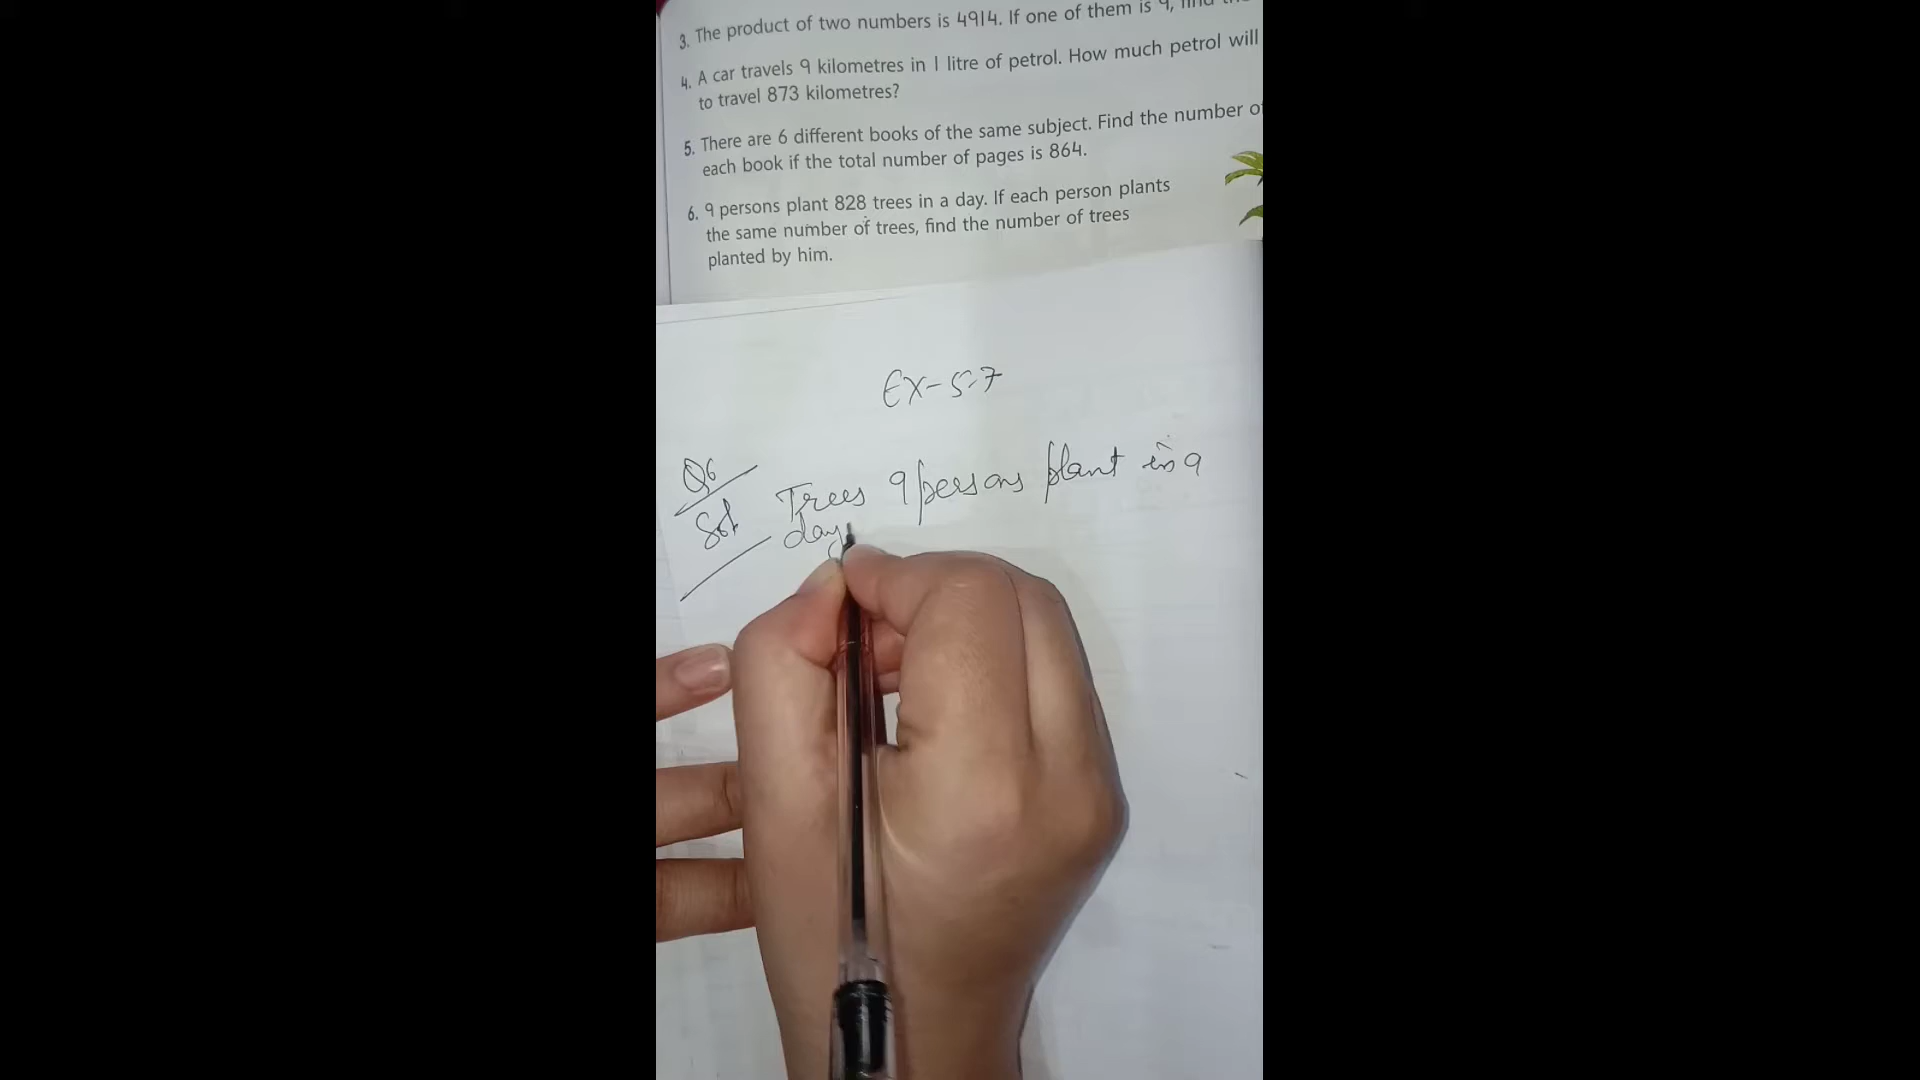 3. The product of two numbers is 4914. If one of them is 9, find
4. A car travels 9 kilometres in 1 litre of petrol. How much petrol will
to travel 873 kilometres?
5. There are 6 different books of the same subject. Find the number of
each book if the total number of pages is 864.
6. 9 persons plant 828 trees in a day. If each person plants
the same number of trees, find the number of trees
planted by him.
EX-5.7
Q6
Sol. Trees 9 persons plant in a
day